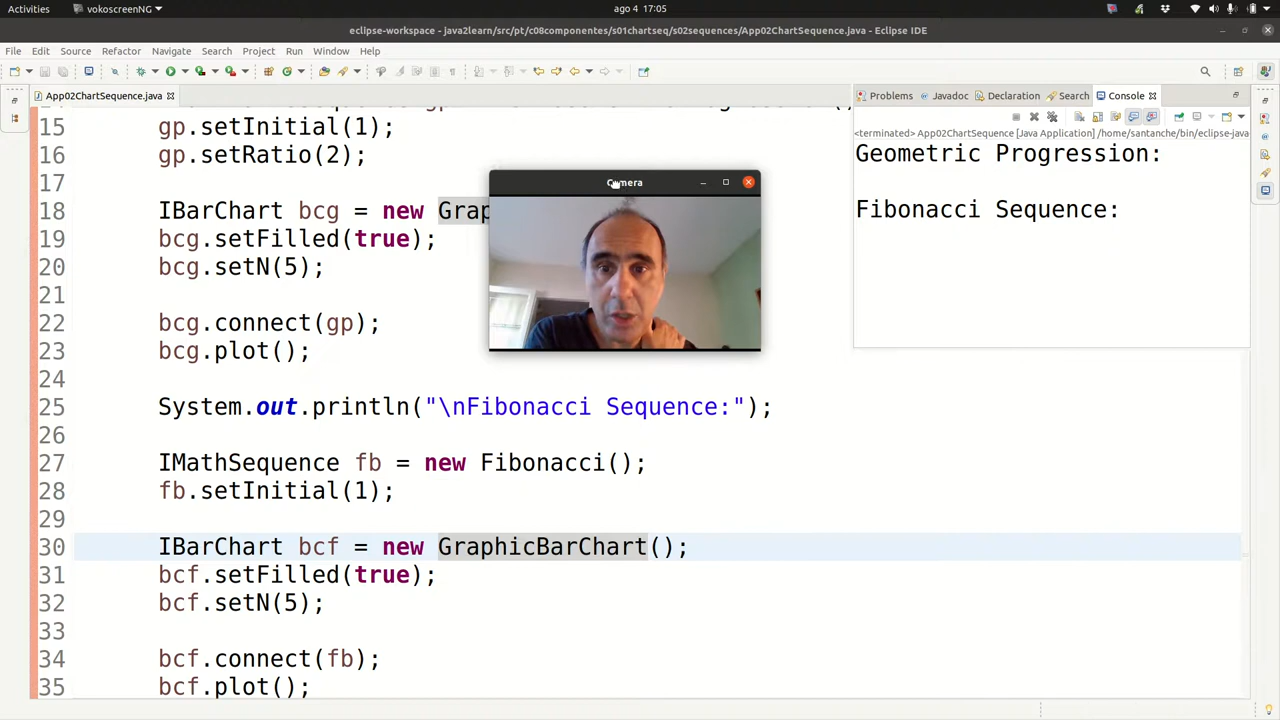 Activities
vokoscreenNG
ago 4 17:05
eclipse-workspace - java2learn/src/pt/c08componentes/s01chartseq/s02sequences/App02ChartSequence.java - Eclipse IDE
File Edit Source Refactor Navigate Search Project Run Window Help
App02ChartSequence.java
15 gp.setInitial(1);
16 gp.setRatio(2);
17
18 IBarChart bcg = new Grap
19 bcg.setFilled(true);
20 bcg.setN(5);
21
22 bcg.connect(gp);
23 bcg.plot();
24
25 System.out.println("\nFibonacci Sequence:");
26
27 IMathSequence fb = new Fibonacci();
28 fb.setInitial(1);
29
30 IBarChart bcf = new GraphicBarChart();
31 bcf.setFilled(true);
32 bcf.setN(5);
33
34 bcf.connect(fb);
35 bcf.plot();
Camera
Problems Javadoc Declaration Search Console
<terminated> App02ChartSequence [Java Application] /home/santanche/bin/eclipse-java
Geometric Progression:
Fibonacci Sequence: